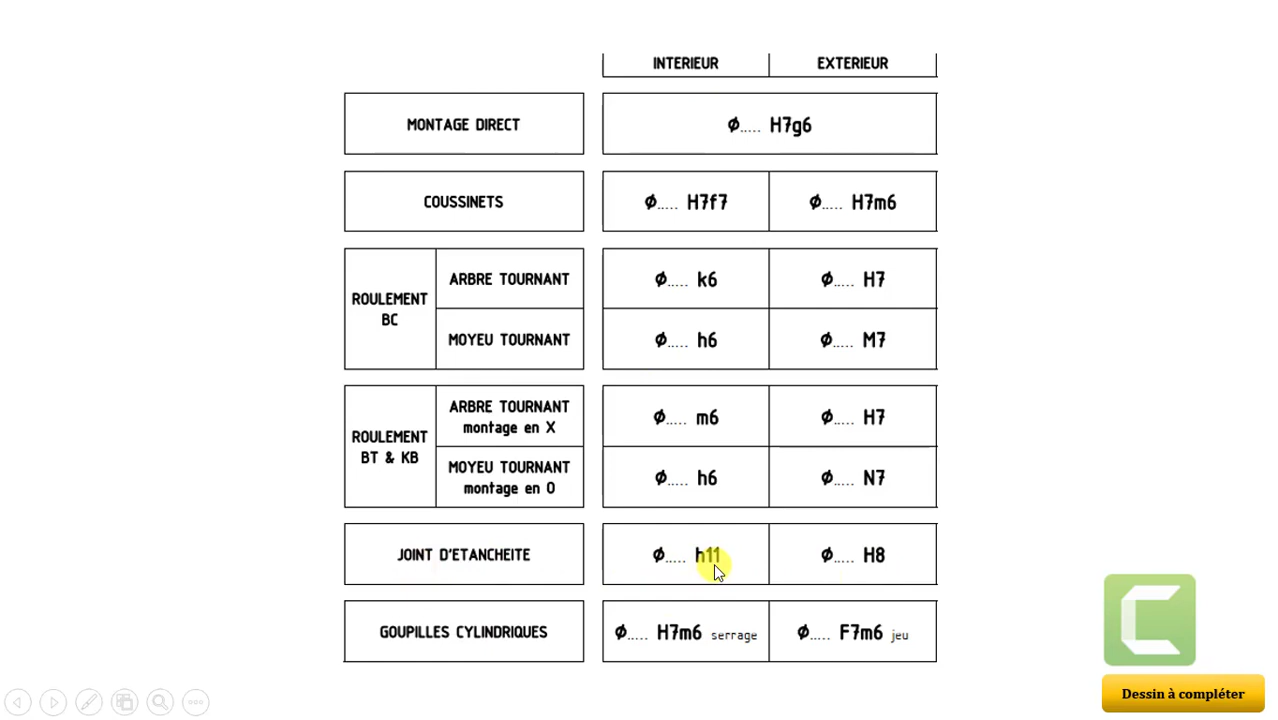 INTERIEUR EXTERIEUR
MONTAGE DIRECT Ø..... H7g6
COUSSINETS Ø..... H7f7 Ø..... H7m6
ROULEMENT
BC
ARBRE TOURNANT Ø..... k6 Ø..... H7
MOYEU TOURNANT Ø..... h6 Ø..... M7
ROULEMENT
BT & KB
ARBRE TOURNANT
montage en X
Ø..... m6 Ø..... H7
MOYEU TOURNANT
montage en O
Ø..... h6 Ø..... N7
JOINT D'ETANCHEITE Ø..... h11 Ø..... H8
GOUPILLES CYLINDRIQUES Ø..... H7m6 serrage Ø..... F7m6 jeu
Dessin à compléter